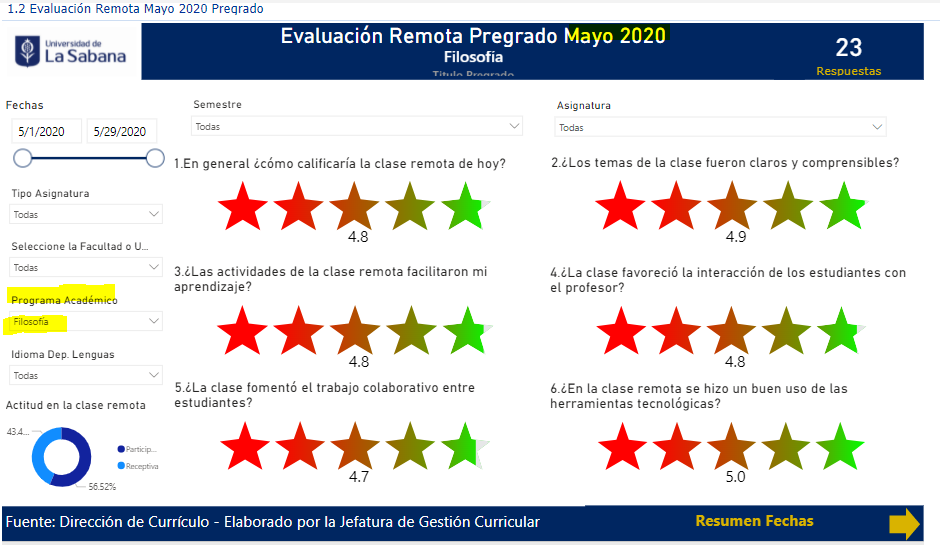 1.2 Evaluación Remota Mayo 2020 Pregrado
Universidad de
La Sabana
Evaluación Remota Pregrado Mayo 2020
Filosofía
Título Pregrado
23
Respuestas
Fechas
5/1/2020
5/29/2020
Semestre
Todas
Asignatura
Todas
Tipo Asignatura
Todas
Seleccione la Facultad o U...
Todas
Programa Académico
Filosofía
Idioma Dep. Lenguas
Todas
Actitud en la clase remota
43.4...
Particip...
Receptiva
56.52%
1.En general ¿cómo calificaría la clase remota de hoy?
4.8
2.¿Los temas de la clase fueron claros y comprensibles?
4.9
3.¿Las actividades de la clase remota facilitaron mi
aprendizaje?
4.8
4.¿La clase favoreció la interacción de los estudiantes con
el profesor?
4.8
5.¿La clase fomentó el trabajo colaborativo entre
estudiantes?
4.7
6.¿En la clase remota se hizo un buen uso de las
herramientas tecnológicas?
5.0
Fuente: Dirección de Currículo - Elaborado por la Jefatura de Gestión Curricular
Resumen Fechas